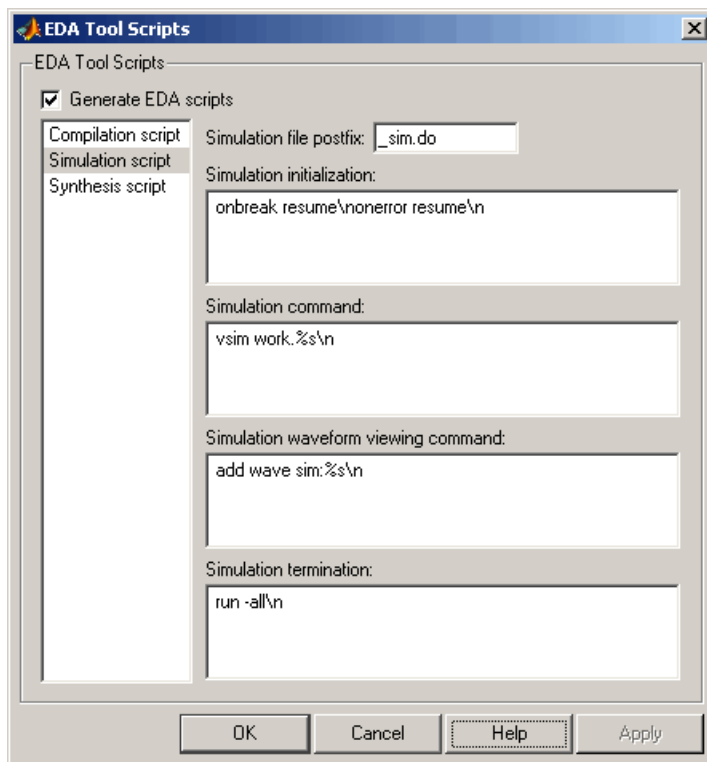 EDA Tool Scripts
EDA Tool Scripts
Generate EDA scripts
Compilation script
Simulation script
Synthesis script
Simulation file postfix: _sim.do
Simulation initialization:
onbreak resume\nonerror resume\n
Simulation command:
vsim work.%s\n
Simulation waveform viewing command:
add wave sim:%s\n
Simulation termination:
run -all\n
OK Cancel Help Apply